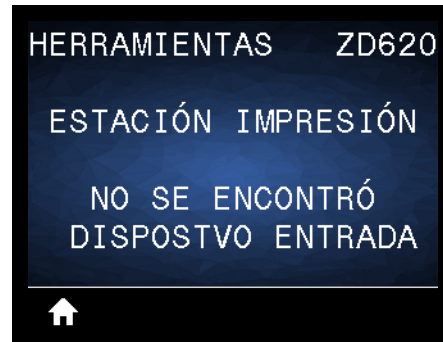 HERRAMIENTAS ZD620
ESTACIÓN IMPRESIÓN
NO SE ENCONTRÓ
DISPOSTVO ENTRADA